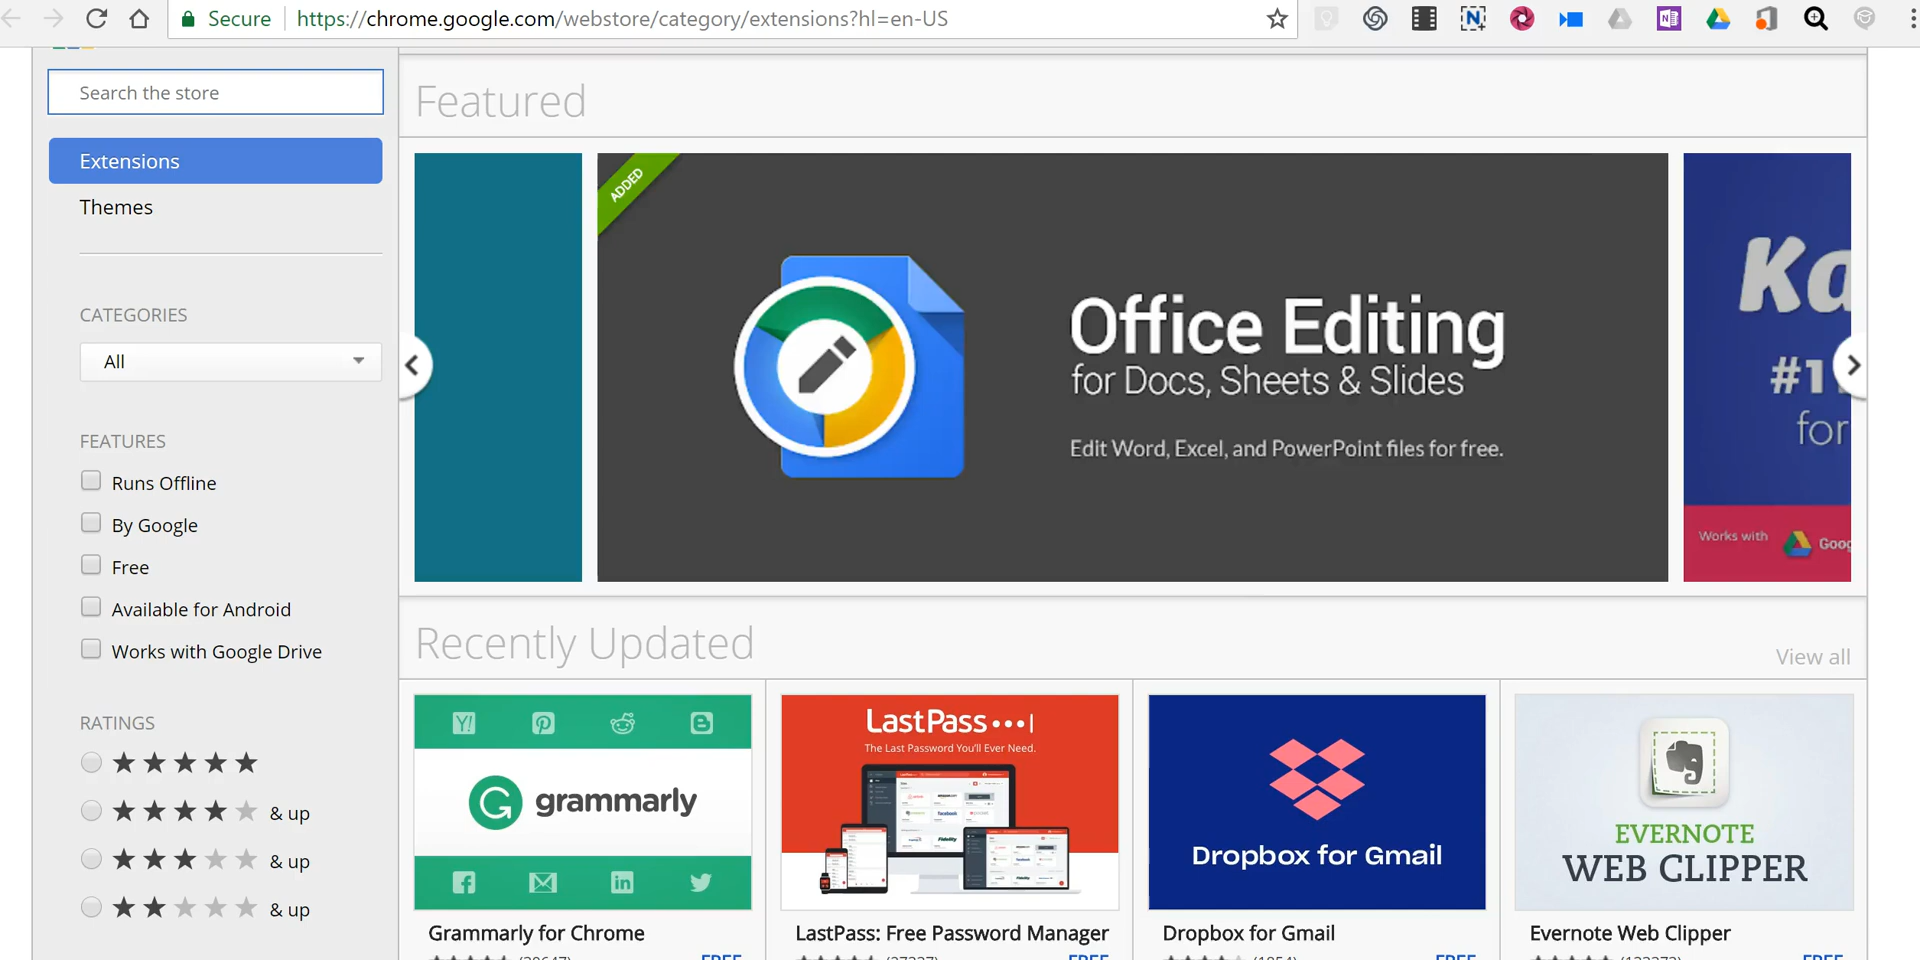 Secure
https://chrome.google.com/webstore/category/extensions?hl=en-US
Search the store
Extensions
Themes
CATEGORIES
All
FEATURES
Runs Offline
By Google
Free
Available for Android
Works with Google Drive
RATINGS
& up
& up
& up
Featured
ADDED
Office Editing
for Docs, Sheets & Slides
Edit Word, Excel, and PowerPoint files for free.
#1
for
Works with
Recently Updated
View all
grammarly
Grammarly for Chrome
FREE
LastPass
The Last Password You'll Ever Need.
LastPass: Free Password Manager
FREE
Dropbox for Gmail
Dropbox for Gmail
FREE
EVERNOTE
WEB CLIPPER
Evernote Web Clipper
FREE